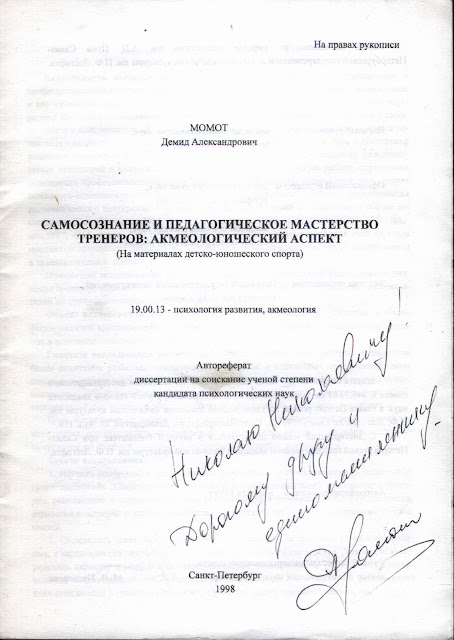 На правах рукописи
МОМОТ
Демид Александрович
САМОСОЗНАНИЕ И ПЕДАГОГИЧЕСКОЕ МАСТЕРСТВО
ТРЕНЕРОВ: АКМЕОЛОГИЧЕСКИЙ АСПЕКТ
(На материалах детско-юношеского спорта)
19.00.13 - психология развития, акмеология
Автореферат
диссертации на соискание ученой степени
кандидата психологических наук
Николаю Николаевичу!
Дорогому другу и
единомышленнику
Санкт-Петербург
1998